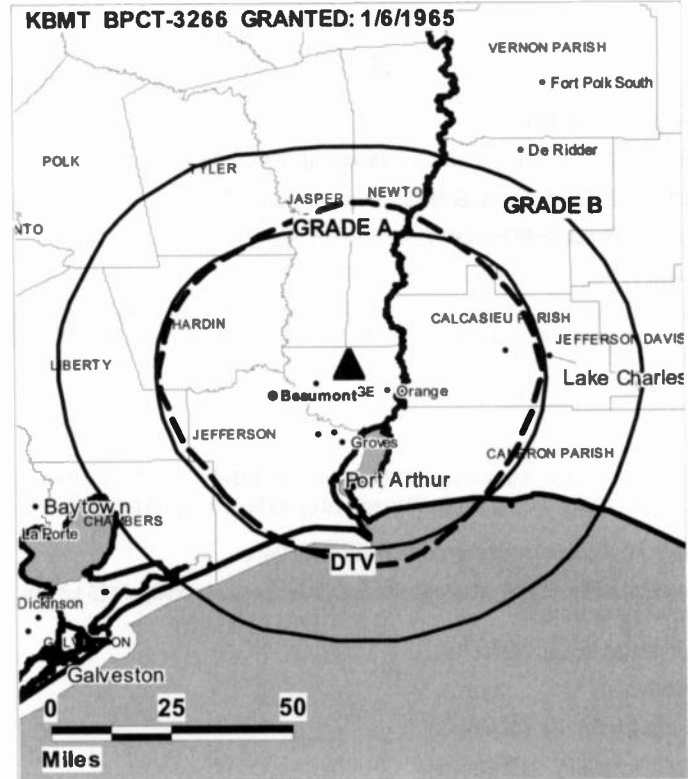 KBMT BPCT-3266 GRANTED: 1/6/1965
VERNON PARISH
Fort Polk South
De Ridder
POLK
TYLER
JASPER
NEWTO
GRADE B
NTO
GRADE A
HARDIN
CALCASIEU PARISH
JEFFERSON DAVIS
LIBERTY
Lake Charles
Beaumont
Orange
JEFFERSON
Groves
CAMERON PARISH
Port Arthur
Baytown
CHAMBERS
La Porte
DTV
Dickinson
Galveston
0 25 50
Miles